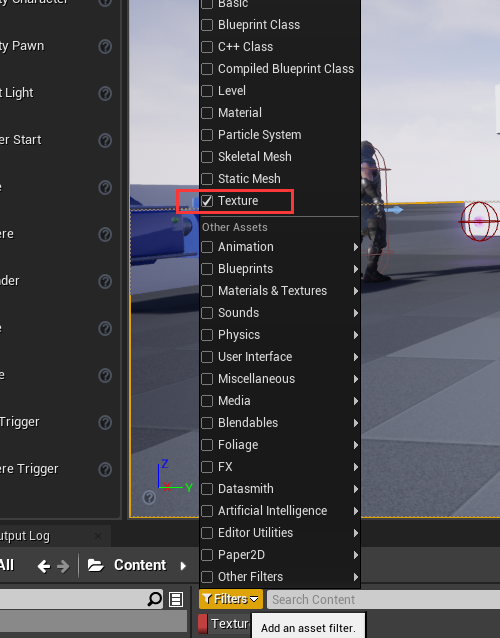 Basic
ty Character
Blueprint Class
ty Pawn
C++ Class
Compiled Blueprint Class
t Light
Level
Material
er Start
Particle System
Skeletal Mesh
Static Mesh
e
Texture
Other Assets
ere
Animation
Blueprints
nder
Materials & Textures
Sounds
e
Physics
User Interface
e
Miscellaneous
Media
Trigger
Blendables
Foliage
ere Trigger
FX
Z
Datasmith
X
Y
Artificial Intelligence
utput Log
Editor Utilities
Paper2D
All
Content
Other Filters
Filters
Search Content
Textur
Add an asset filter.